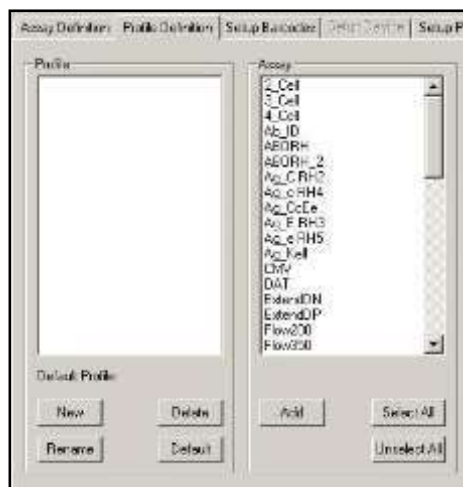 Assay Definition Profile Definition Setup Barcodes Setup Device Setup P
Profile
Assay
2_Cell
3_Cell
4_Cell
Ab_ID
ABORH
ABORH_2
Ag_C RH2
Ag_c RH4
Ag_CcEe
Ag_E RH3
Ag_e RH5
Ag_Kell
CMV
DAT
ExtendDN
ExtendDP
Flow200
Flow350
Default Profile
New Delete Add Select All
Rename Default Unselect All